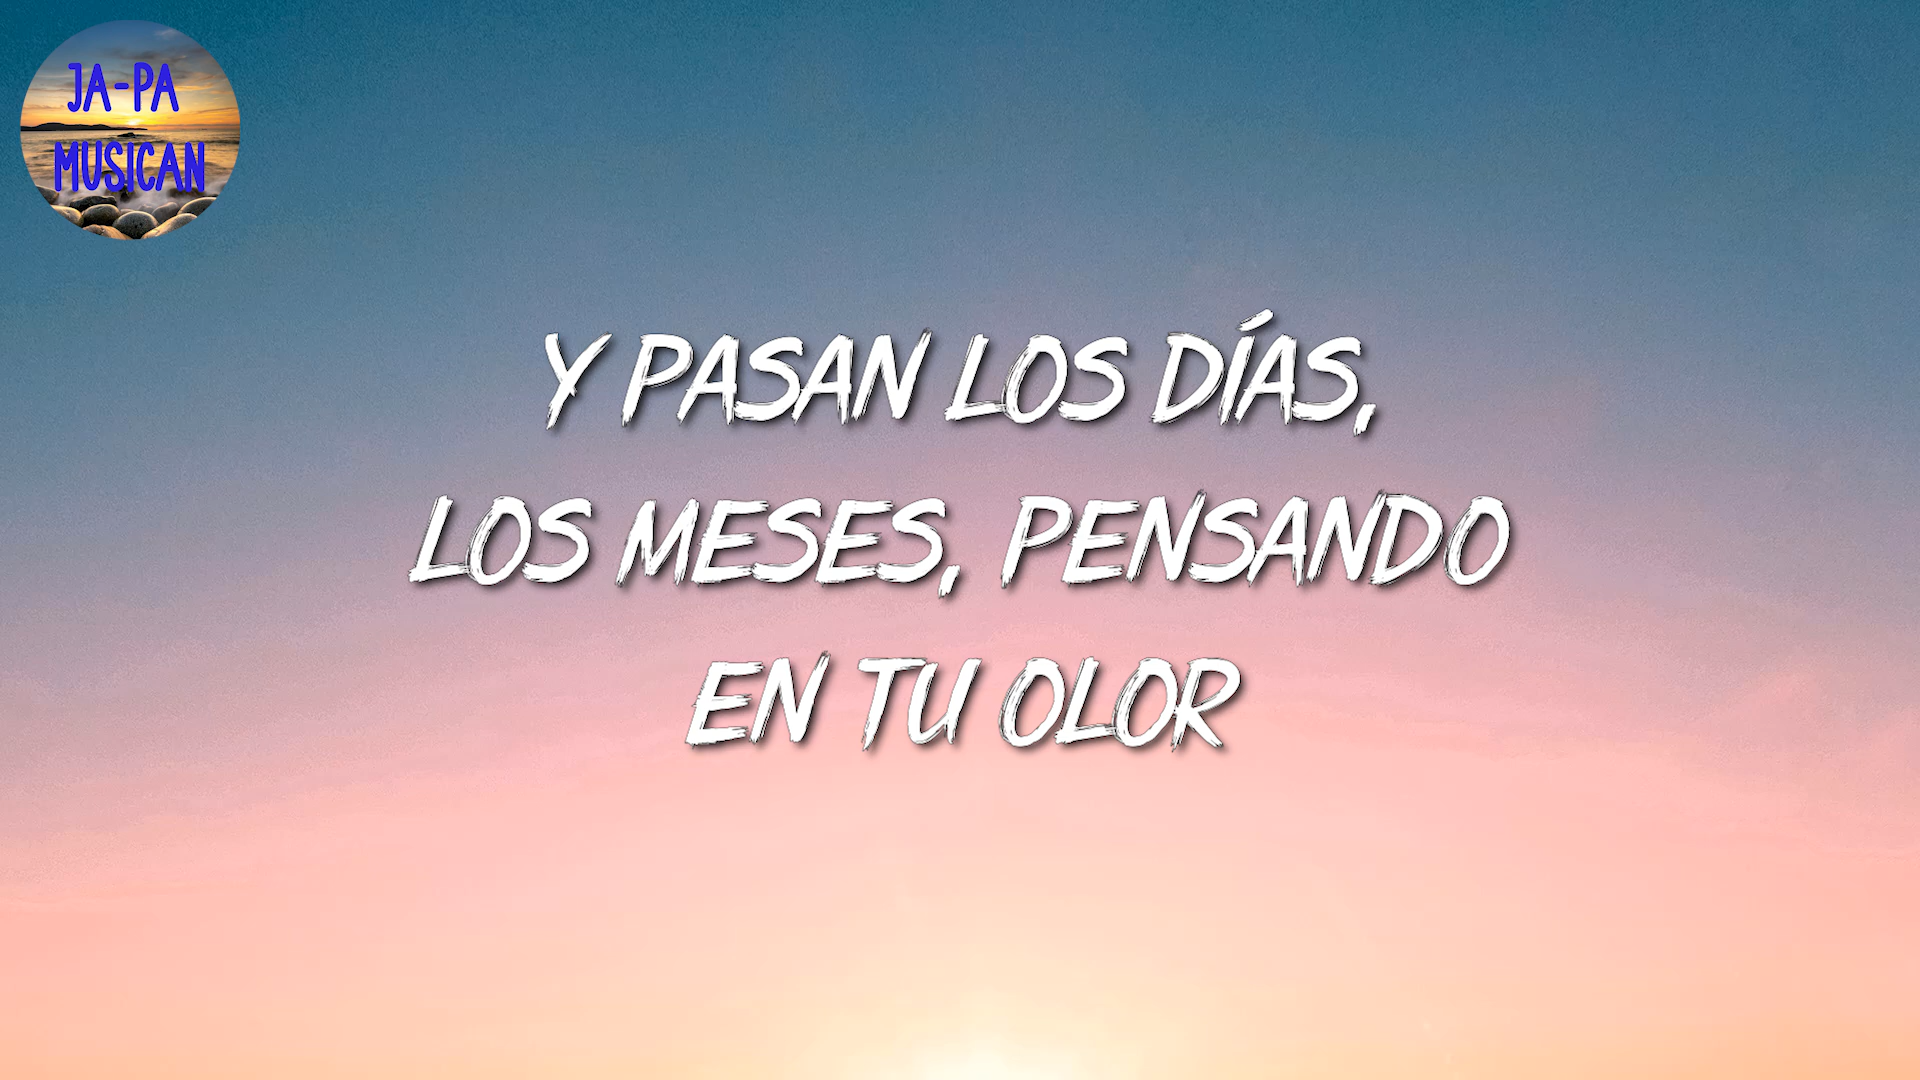 JA-PA
MUSICAN
Y PASAN LOS DÍAS,
LOS MESES, PENSANDO
EN TU OLOR